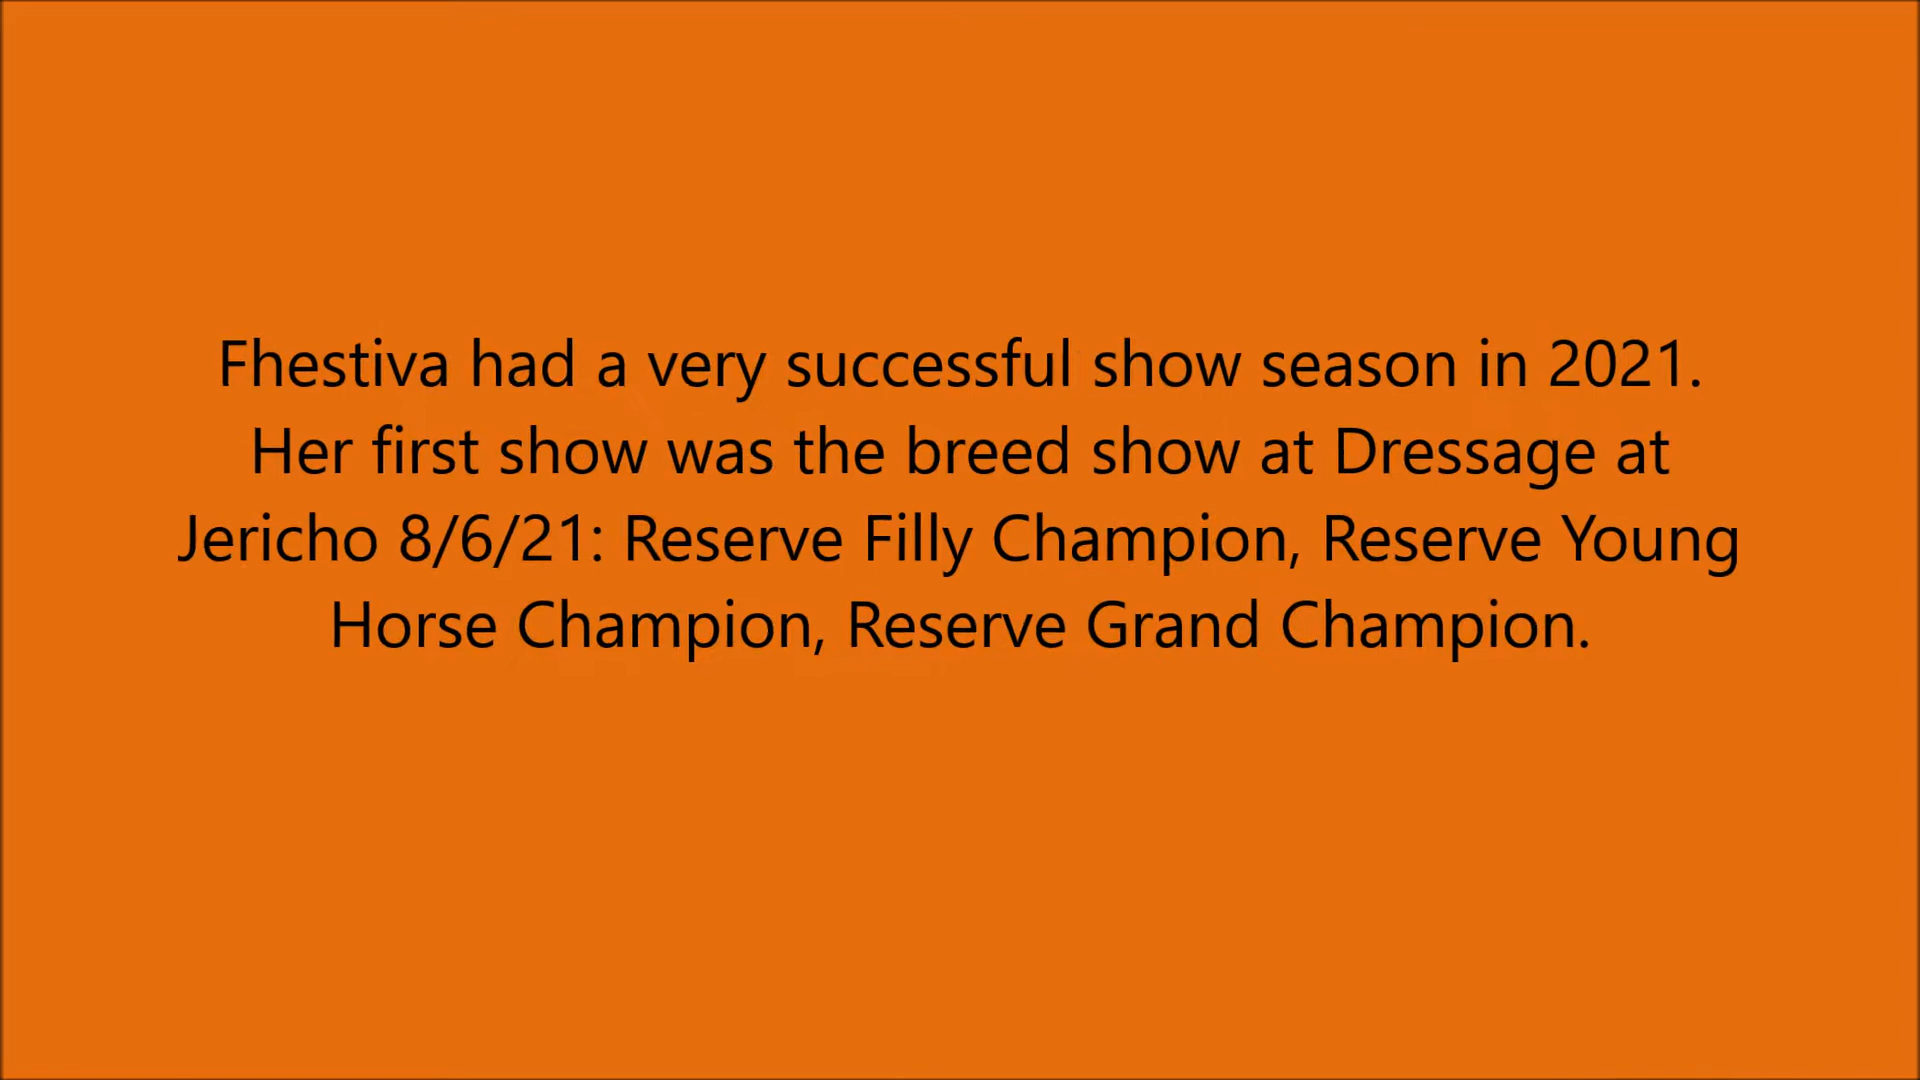 Fhestiva had a very successful show season in 2021.
Her first show was the breed show at Dressage at
Jericho 8/6/21: Reserve Filly Champion, Reserve Young
Horse Champion, Reserve Grand Champion.